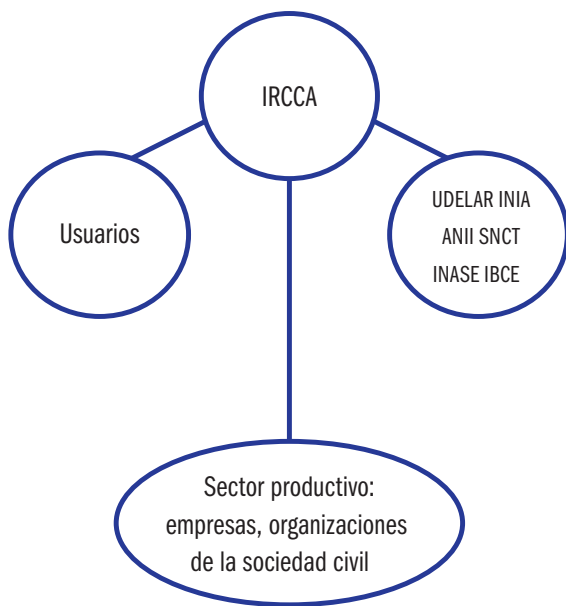 IRCCA
Usuarios
UDELAR INIA
ANII SNCT
INASE IBCE
Sector productivo:
empresas, organizaciones
de la sociedad civil